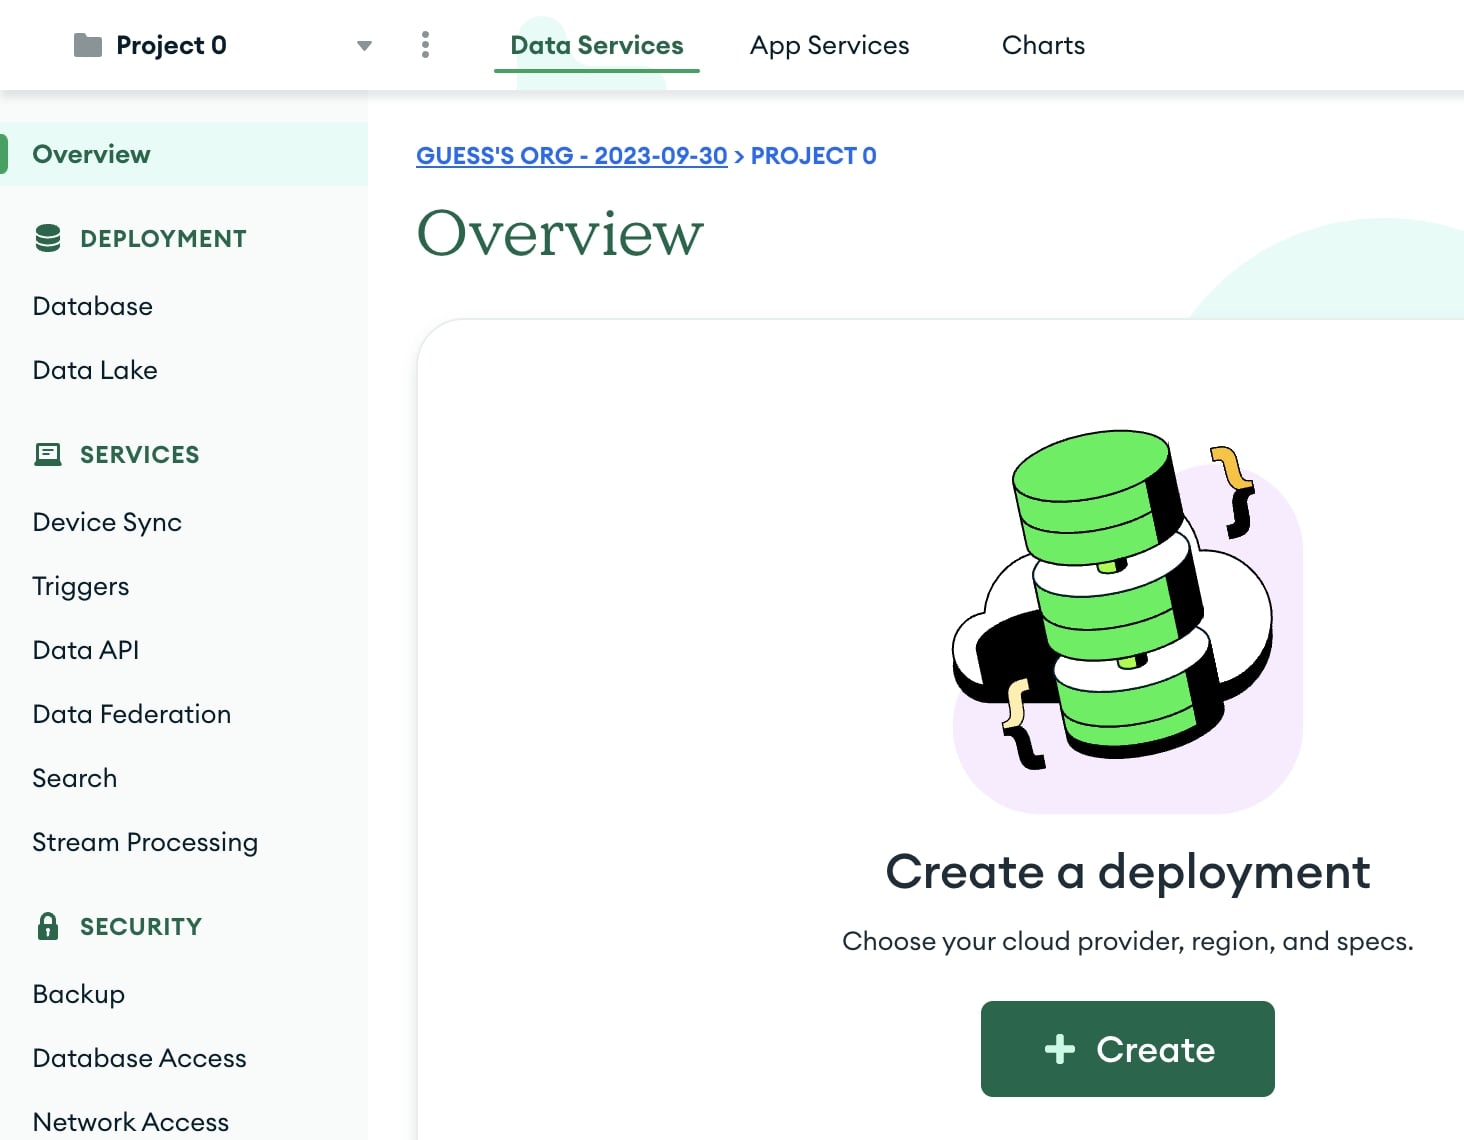 Project 0
Data Services
App Services
Charts
Overview
DEPLOYMENT
Database
Data Lake
SERVICES
Device Sync
Triggers
Data API
Data Federation
Search
Stream Processing
SECURITY
Backup
Database Access
Network Access
GUESS'S ORG - 2023-09-30 > PROJECT 0
Overview
Create a deployment
Choose your cloud provider, region, and specs.
+ Create